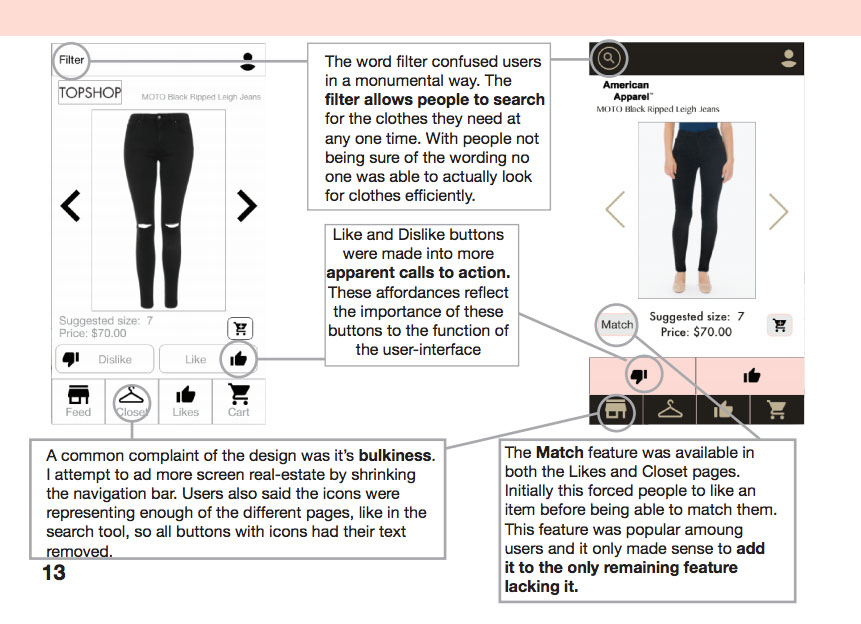 Filter
TOPSHOP
MOTO Black Ripped Leigh Jeans
Suggested size: 7
Price: $70.00
Dislike
Like
Feed
Closet
Likes
Cart
The word filter confused users
in a monumental way. The
filter allows people to search
for the clothes they need at
any one time. With people not
being sure of the wording no
one was able to actually look
for clothes efficiently.
Like and Dislike buttons
were made into more
apparent calls to action.
These affordances reflect
the importance of these
buttons to the function of
the user-interface
American
Apparel™
MOTO Black Ripped Leigh Jeans
Match
Suggested size: 7
Price: $70.00
A common complaint of the design was it's bulkiness.
I attempt to ad more screen real-estate by shrinking
the navigation bar. Users also said the icons were
representing enough of the different pages, like in the
search tool, so all buttons with icons had their text
removed.
The Match feature was available in
both the Likes and Closet pages.
Initially this forced people to like an
item before being able to match them.
This feature was popular amoung
users and it only made sense to add
it to the only remaining feature
lacking it.
13